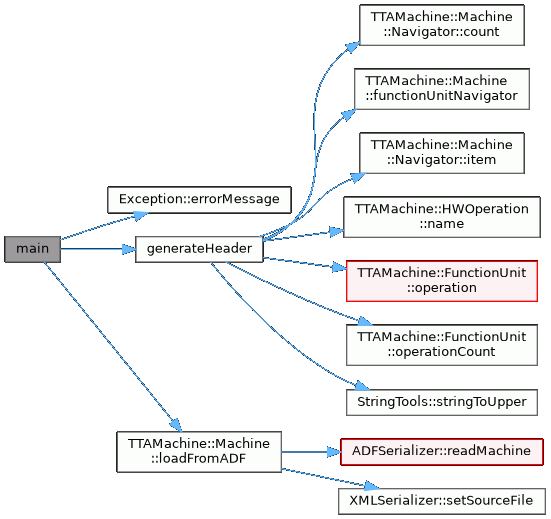 TTAMachine::Machine
::Navigator::count
TTAMachine::Machine
::functionUnitNavigator
TTAMachine::Machine
::Navigator::item
Exception::errorMessage
TTAMachine::HWOperation
::name
main
generateHeader
TTAMachine::FunctionUnit
::operation
TTAMachine::FunctionUnit
::operationCount
StringTools::stringToUpper
TTAMachine::Machine
::loadFromADF
ADFSerializer::readMachine
XMLSerializer::setSourceFile